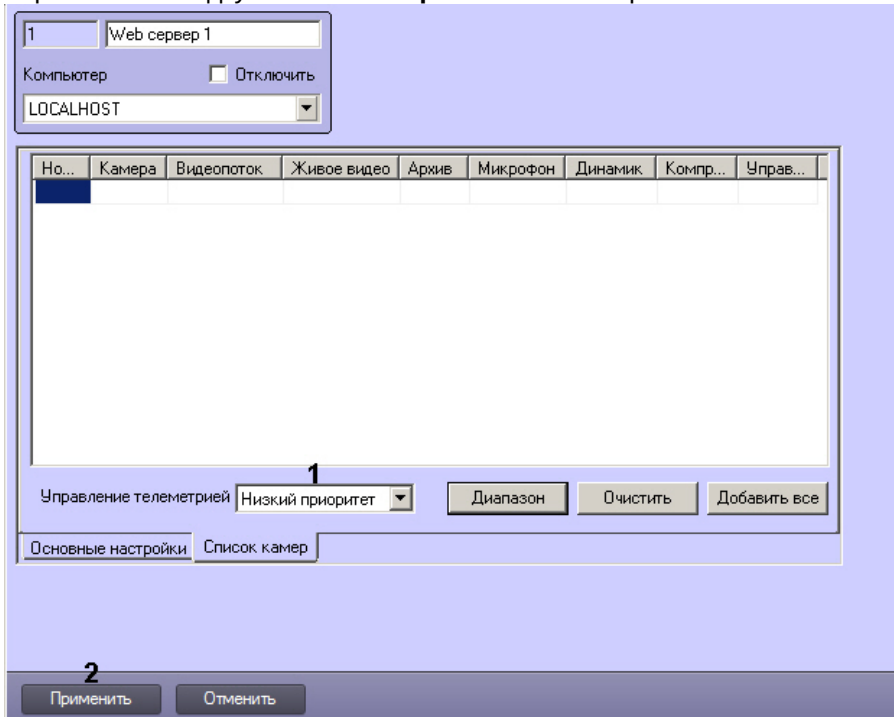 1 Web сервер 1
Компьютер Отключить
LOCALHOST
Но... Камера Видеопоток Живое видео Архив Микрофон Динамик Компр... Управ...
1
Управление телеметрией Низкий приоритет Диапазон Очистить Добавить все
Основные настройки Список камер
2
Применить Отменить